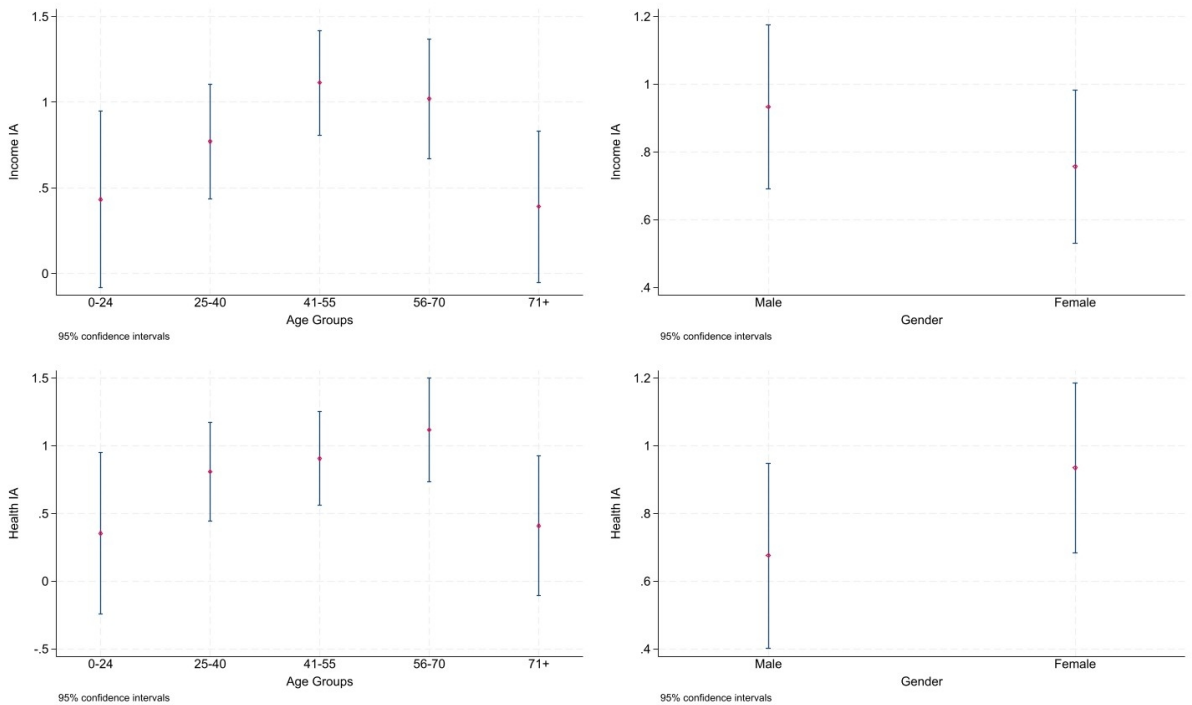 1.5
1
.5
0
Income IA
0-24 25-40 41-55 56-70 71+
Age Groups
95% confidence intervals
1.2
1
.8
.6
.4
Income IA
Male Female
Gender
95% confidence intervals
1.5
1
.5
0
-.5
Health IA
0-24 25-40 41-55 56-70 71+
Age Groups
95% confidence intervals
1.2
1
.8
.6
.4
Health IA
Male Female
Gender
95% confidence intervals